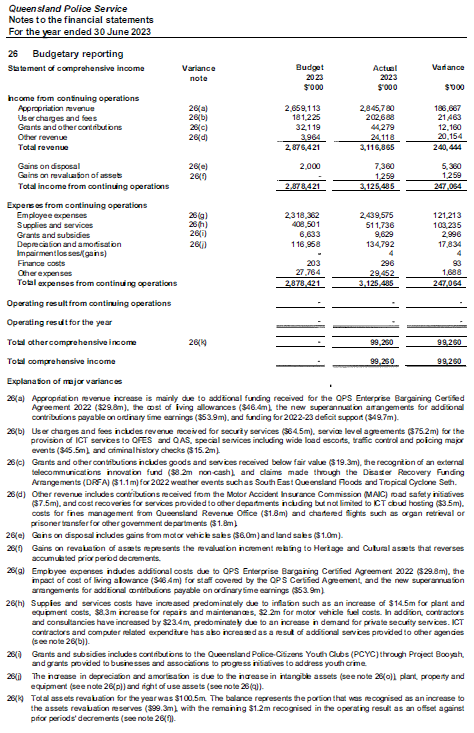 Queensland Police Service
Notes to the financial statements
For the year ended 30 June 2023
26 Budgetary reporting
Statement of comprehensive income Variance note Budget 2023 $'000 Actual 2023 $'000 Variance $'000
Income from continuing operations
Appropriation revenue 26(a) 2,659,113 2,845,780 186,667
User charges and fees 26(b) 181,225 202,688 21,463
Grants and other contributions 26(c) 32,119 44,279 12,160
Other revenue 26(d) 3,964 24,118 20,154
Total revenue 2,876,421 3,116,865 240,444
Gains on disposal 26(e) 2,000 7,360 5,360
Gains on revaluation of assets 26(f) - 1,259 1,259
Total income from continuing operations 2,878,421 3,125,485 247,064
Expenses from continuing operations
Employee expenses 26(g) 2,318,362 2,439,575 121,213
Supplies and services 26(h) 408,501 511,736 103,235
Grants and subsidies 26(i) 6,633 9,629 2,996
Depreciation and amortisation 26(j) 116,958 134,792 17,834
Impairment losses/(gains) - 4 4
Finance costs 203 296 93
Other expenses 27,764 29,452 1,688
Total expenses from continuing operations 2,878,421 3,125,485 247,064
Operating result from continuing operations - - -
Operating result for the year - - -
Total other comprehensive income 26(k) - 99,260 99,260
Total comprehensive income - 99,260 99,260
Explanation of major variances
26(a) Appropriation revenue increase is mainly due to additional funding received for the QPS Enterprise Bargaining Certified
Agreement 2022 ($29.8m), the cost of living allowances ($46.4m), the new superannuation arrangements for additional
contributions payable on ordinary time earnings ($53.9m), and funding for 2022-23 deficit support ($49.7m).
26(b) User charges and fees includes revenue received for security services ($64.5m), service level agreements ($75.2m) for the
provision of ICT services to QFES and QAS, special services including wide load escorts, traffic control and policing major
events ($45.5m), and criminal history checks ($15.2m).
26(c) Grants and other contributions includes goods and services received below fair value ($19.3m), the recognition of an external
telecommunications innovation fund ($8.2m non-cash), and claims made through the Disaster Recovery Funding
Arrangements (DRFA) ($1.1m) for 2022 weather events such as South East Queensland Floods and Tropical Cyclone Seth.
26(d) Other revenue includes contributions received from the Motor Accident Insurance Commission (MAIC) road safety initiatives
($7.5m), and cost recoveries for services provided to other departments including but not limited to ICT cloud hosting ($3.5m),
costs for fines management from Queensland Revenue Office ($1.8m) and chartered flights such as organ retrieval or
prisoner transfer for other government departments ($1.8m).
26(e) Gains on disposal includes gains from motor vehicle sales ($6.0m) and land sales ($1.0m).
26(f) Gains on revaluation of assets represents the revaluation increment relating to Heritage and Cultural assets that reverses
accumulated prior period decrements.
26(g) Employee expenses includes additional costs due to QPS Enterprise Bargaining Certified Agreement 2022 ($29.8m), the
impact of cost of living allowance ($46.4m) for staff covered by the QPS Certified Agreement, and the new superannuation
arrangements for additional contributions payable on ordinary time earnings ($53.9m).
26(h) Supplies and services costs have increased predominately due to inflation such as an increase of $14.5m for plant and
equipment costs, $8.3m increase for repairs and maintenances, $2.2m for motor vehicle fuel costs. In addition, contractors
and consultancies have increased by $23.4m, predominately due to an increase in demand for private security services. ICT
contractors and computer related expenditure has also increased as a result of additional services provided to other agencies
(see note 26(b)).
26(i) Grants and subsidies includes contributions to the Queensland Police-Citizens Youth Clubs (PCYC) through Project Booyah,
and grants provided to businesses and associations to progress initiatives to address youth crime.
26(j) The increase in depreciation and amortisation is due to the increase in intangible assets (see note 26(o)), plant, property and
equipment (see note 26(p)) and right of use assets (see note 26(q)).
26(k) Total assets revaluation for the year was $100.5m. The balance represents the portion that was recognised as an increase to
the assets revaluation reserves ($99.3m), with the remaining $1.2m recognised in the operating result as an offset against
prior periods' decrements (see note 26(f)).